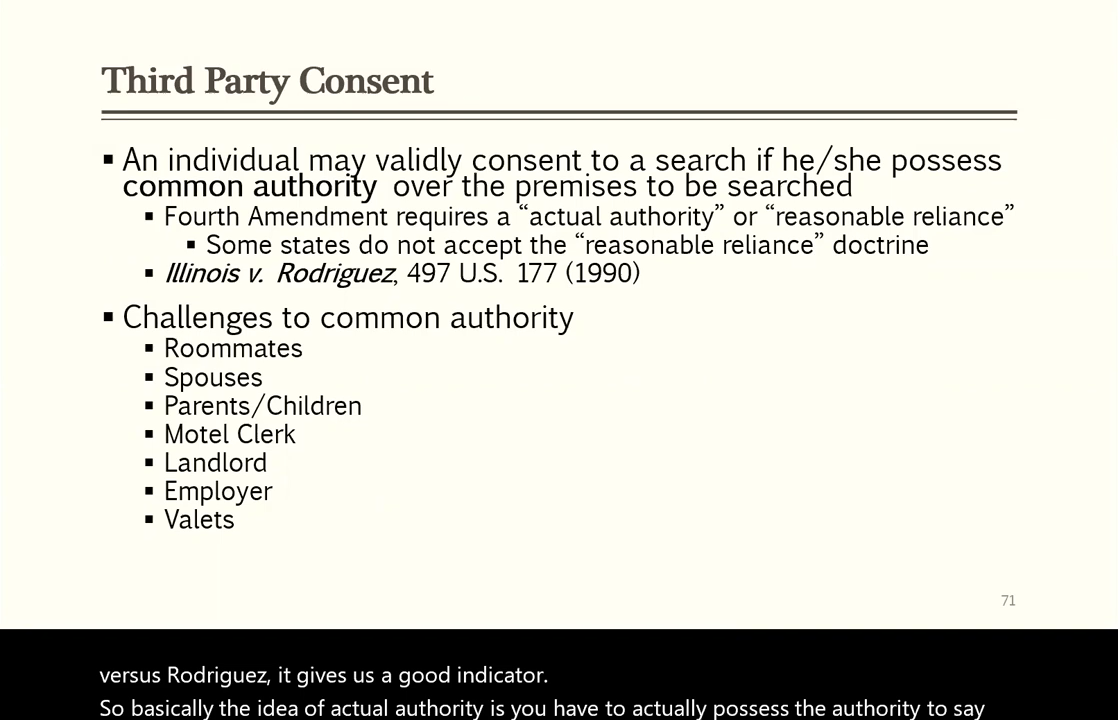 Third Party Consent
▪ An individual may validly consent to a search if he/she possess
common authority over the premises to be searched
▪ Fourth Amendment requires a “actual authority” or “reasonable reliance”
▪ Some states do not accept the “reasonable reliance” doctrine
▪ Illinois v. Rodriguez, 497 U.S. 177 (1990)
▪ Challenges to common authority
▪ Roommates
▪ Spouses
▪ Parents/Children
▪ Motel Clerk
▪ Landlord
▪ Employer
▪ Valets
71
versus Rodriguez, it gives us a good indicator.
So basically the idea of actual authority is you have to actually possess the authority to say